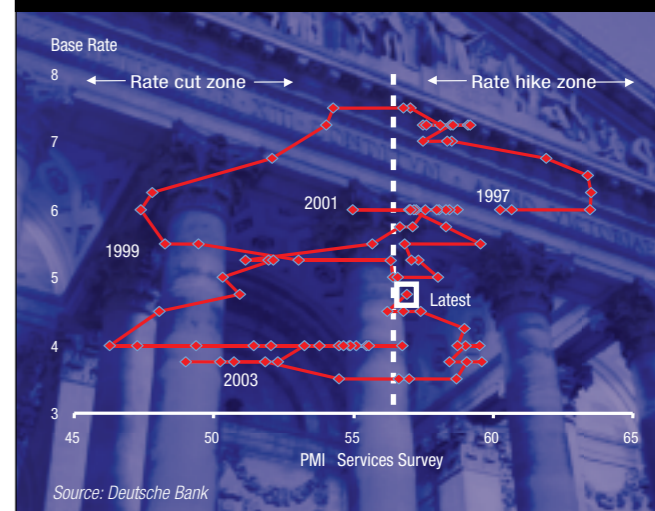 Base Rate
8
Rate cut zone
Rate hike zone
7
2001
1997
6
1999
5
Latest
4
2003
3
45 50 55 60 65
PMI Services Survey
Source: Deutsche Bank